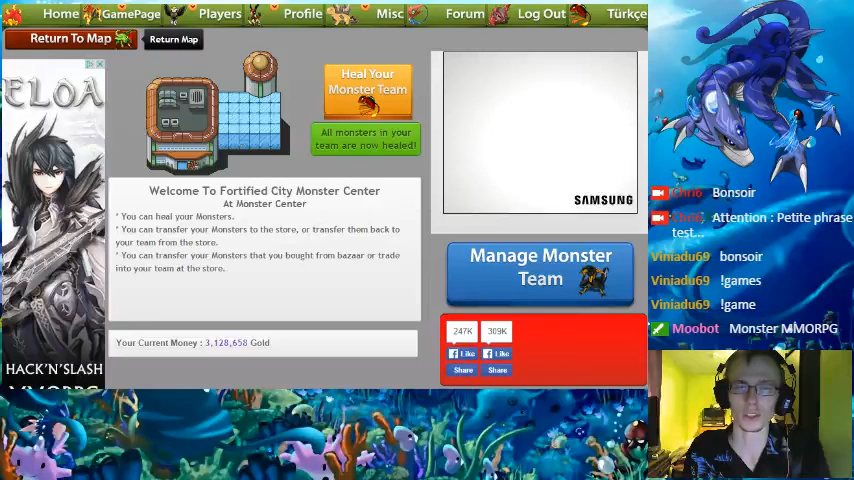 Home
GamePage
Players
Profile
Misc
Forum
Log Out
Türkçe
Return To Map
Return Map
ELOA
HACK'N'SLASH
MMORPG
Heal Your
Monster Team
All monsters in your
team are now healed!
Welcome To Fortified City Monster Center
At Monster Center
* You can heal your Monsters.
* You can transfer your Monsters to the store, or transfer them back to
your team from the store.
* You can transfer your Monsters that you bought from bazaar or trade
into your team at the store.
Your Current Money : 3,128,658 Gold
SAMSUNG
Manage Monster
Team
247K
309K
Like
Like
Share
Share
Chri6 Bonsoir
Chri6 Attention : Petite phrase
test...
Viniadu69 bonsoir
Viniadu69 !games
Viniadu69 !game
Moobot Monster MMORPG